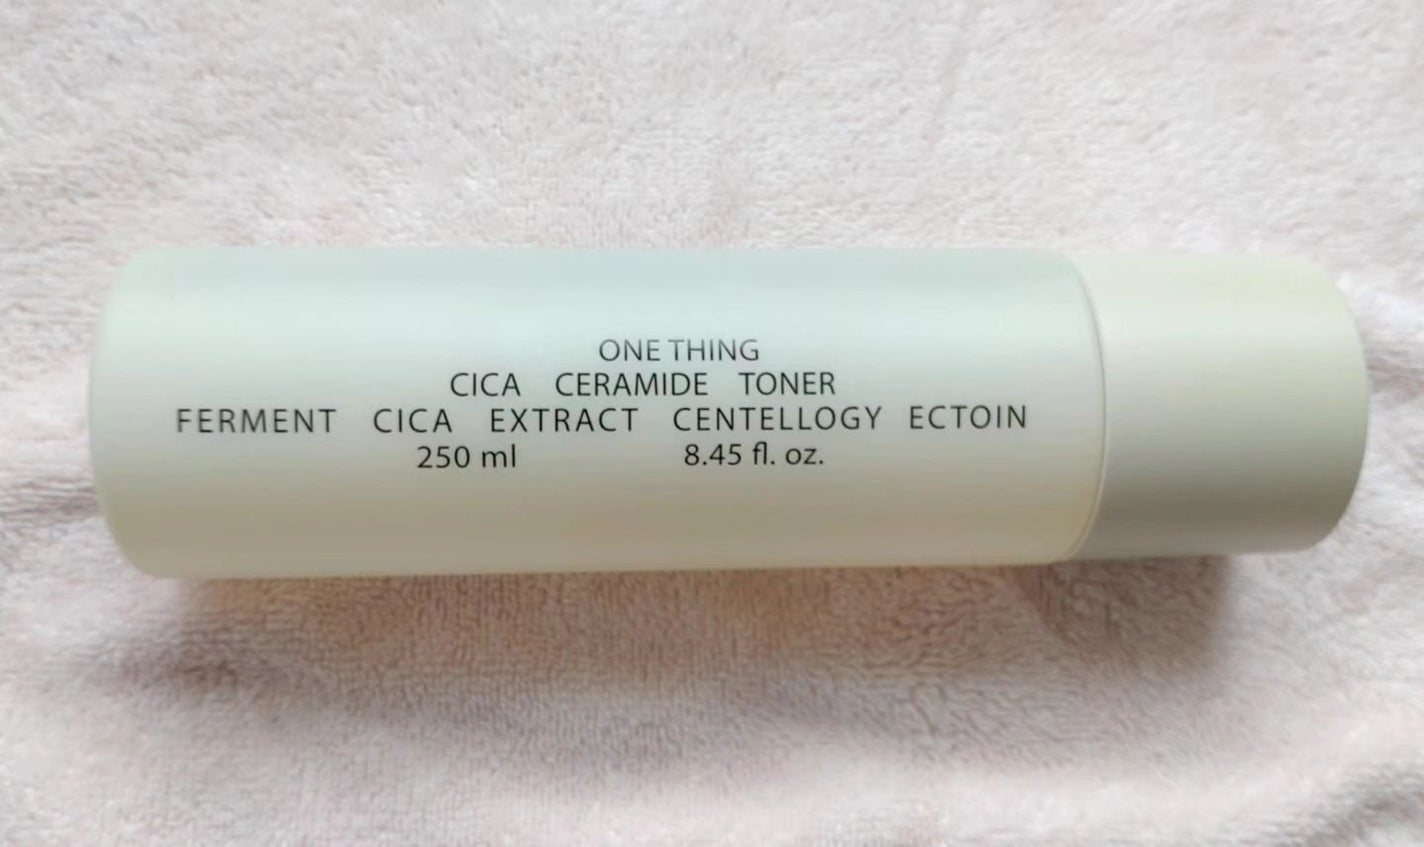 ONE THING
CICA CERAMIDE TONER
FERMENT CICA EXTRACT CENTELLOGY ECTOIN
250 ml 8.45 fl. oz.